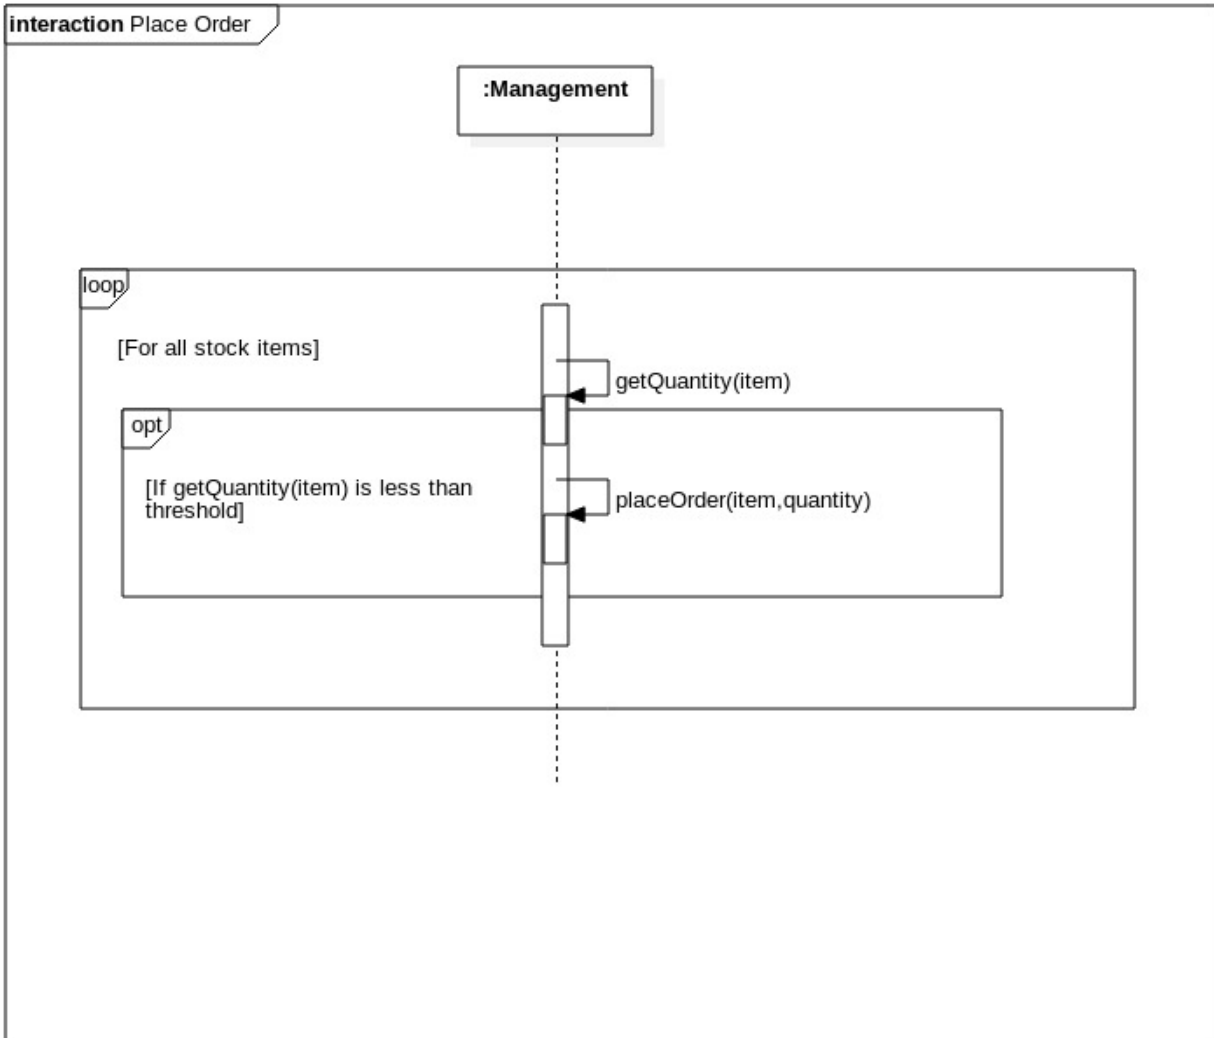 interaction Place Order
:Management
loop
[For all stock items]
getQuantity(item)
opt
[If getQuantity(item) is less than
threshold]
placeOrder(item,quantity)